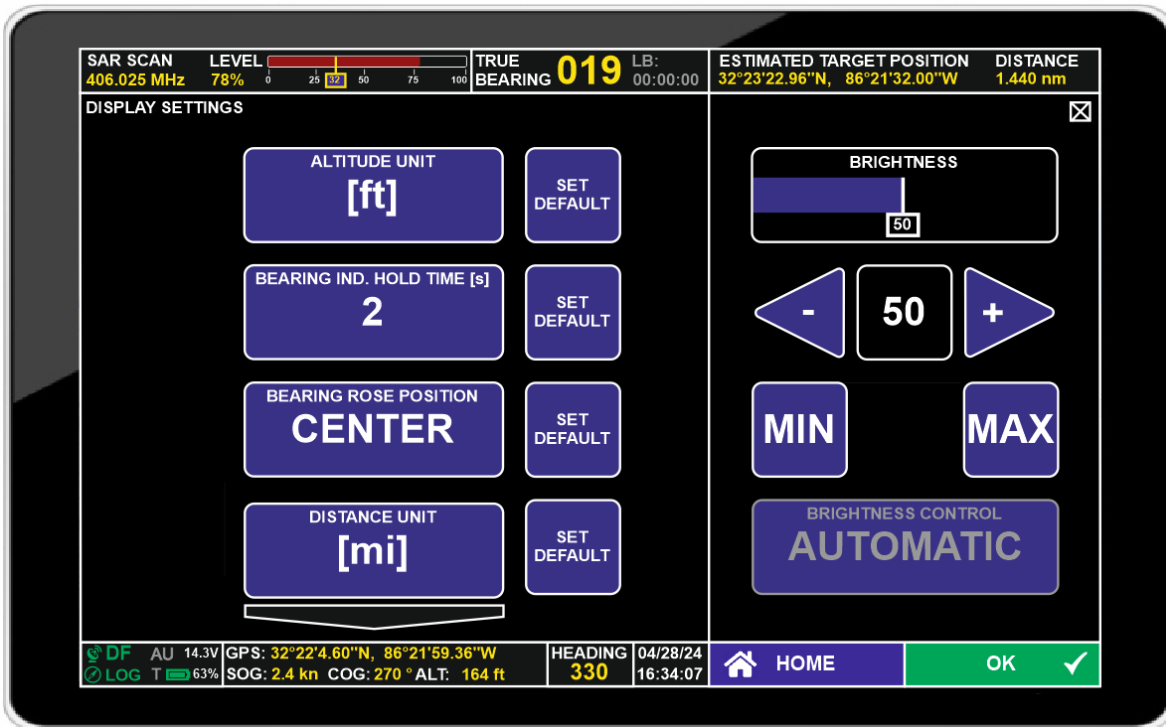 SAR SCAN LEVEL 0 25 32 50 75 100 TRUE LB: ESTIMATED TARGET POSITION DISTANCE
406.025 MHz 78% BEARING 019 00:00:00 32°23'22.96"N, 86°21'32.00"W 1.440 nm
DISPLAY SETTINGS
ALTITUDE UNIT
[ft]
SET
DEFAULT
BRIGHTNESS
50
BEARING IND. HOLD TIME [s]
2
SET
DEFAULT
- 50 +
BEARING ROSE POSITION
CENTER
SET
DEFAULT
MIN MAX
DISTANCE UNIT
[mi]
SET
DEFAULT
BRIGHTNESS CONTROL
AUTOMATIC
DF AU 14.3V GPS: 32°22'4.60"N, 86°21'59.36"W HEADING 04/28/24
LOG T 63% SOG: 2.4 kn COG: 270 ° ALT: 164 ft 330 16:34:07
HOME OK